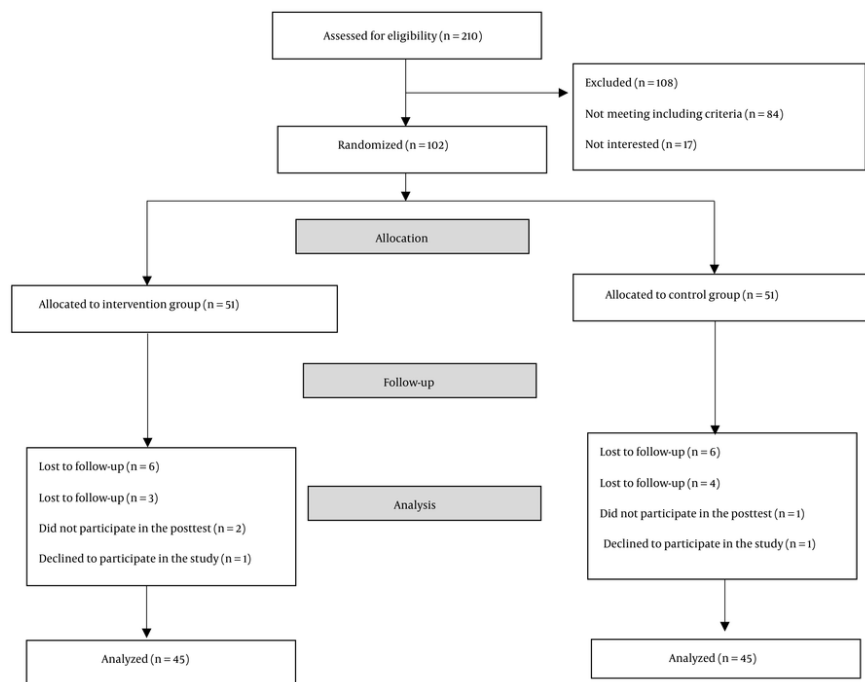 Assessed for eligibility (n = 210)
Excluded (n = 108)
Not meeting including criteria (n = 84)
Not interested (n = 17)
Randomized (n = 102)
Allocation
Allocated to intervention group (n = 51)
Allocated to control group (n = 51)
Follow-up
Lost to follow-up (n = 6)
Lost to follow-up (n = 3)
Did not participate in the posttest (n = 2)
Declined to participate in the study (n = 1)
Analysis
Lost to follow-up (n = 6)
Lost to follow-up (n = 4)
Did not participate in the posttest (n = 1)
Declined to participate in the study (n = 1)
Analyzed (n = 45)
Analyzed (n = 45)